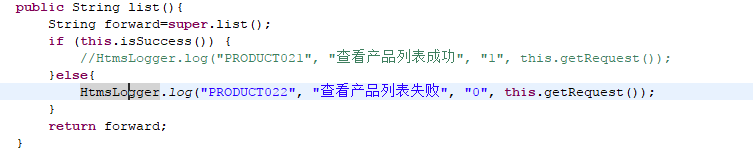 public String list(){
String forward=super.list();
if (this.isSuccess()) {
//HtmsLogger.log("PRODUCT021", "查看产品列表成功", "1", this.getRequest());
}else{
HtmsLogger.log("PRODUCT022", "查看产品列表失败", "0", this.getRequest());
}
return forward;
}